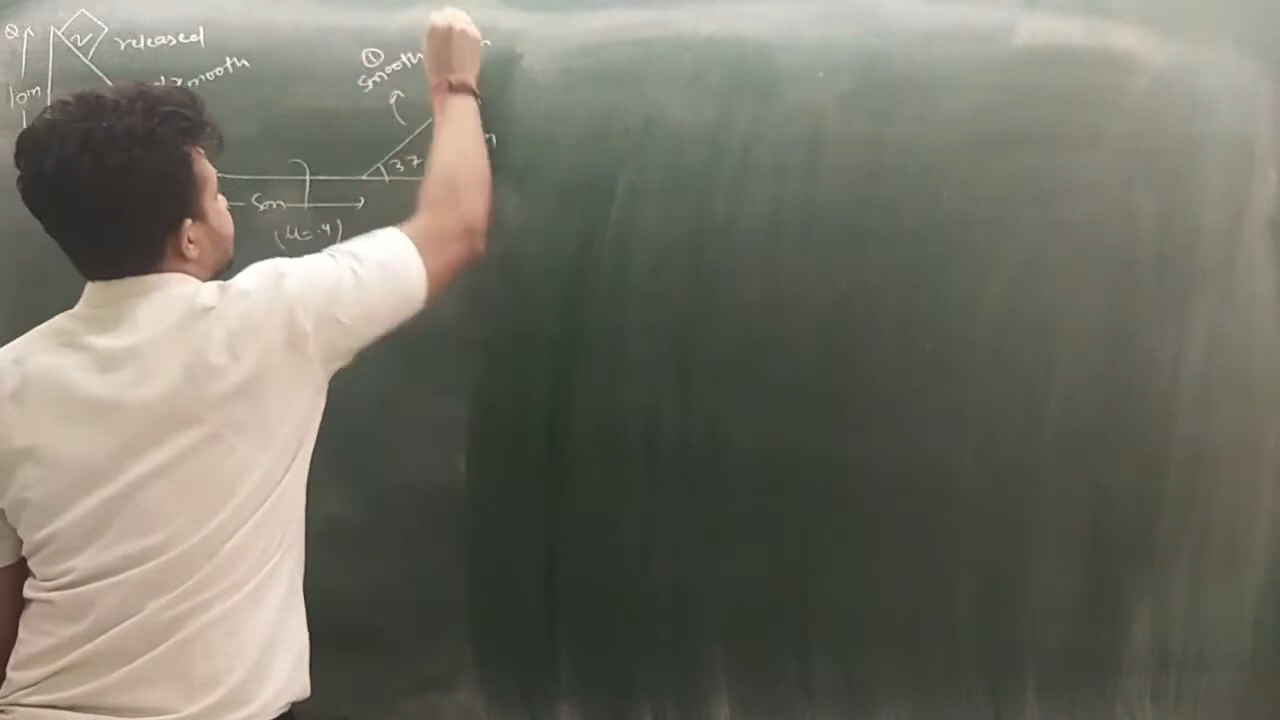 released
10m
smooth
①
smooth
37
5m
(μ=.4)